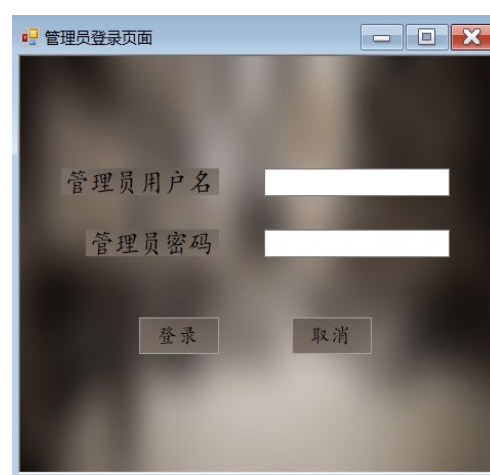 管理员登录页面
管理员用户名
管理员密码
登录 取消